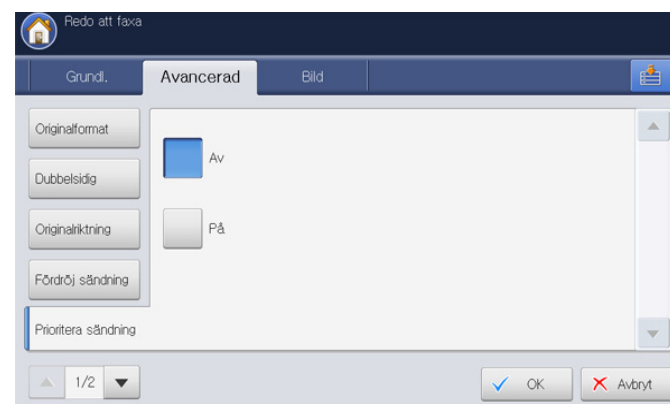 Redo att faxa
Grundl.
Avancerad
Bild
Originalformat
Dubbelsidig
Originalriktning
Fördröj sändning
Prioritera sändning
Av
På
1/2
OK
Avbryt